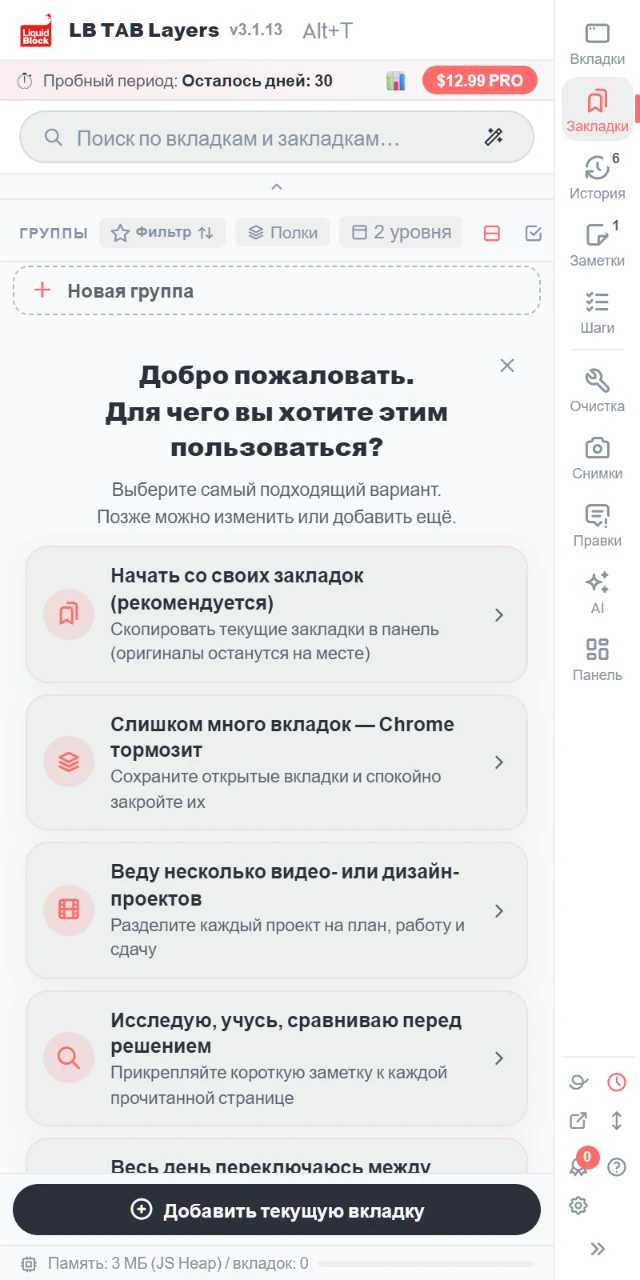 Liquid Block
LB TAB Layers v3.1.13 Alt+T
Пробный период: Осталось дней: 30
$12.99 PRO
Поиск по вкладкам и закладкам…
ГРУППЫ
Фильтр
Полки
2 уровня
Новая группа
Добро пожаловать.
Для чего вы хотите этим
пользоваться?
Выберите самый подходящий вариант.
Позже можно изменить или добавить ещё.
Начать со своих закладок
(рекомендуется)
Скопировать текущие закладки в панель
(оригиналы останутся на месте)
Слишком много вкладок — Chrome
тормозит
Сохраните открытые вкладки и спокойно
закройте их
Веду несколько видео- или дизайн-
проектов
Разделите каждый проект на план, работу и
сдачу
Исследую, учусь, сравниваю перед
решением
Прикрепляйте короткую заметку к каждой
прочитанной странице
Весь день переключаюсь между
Добавить текущую вкладку
Память: 3 МБ (JS Heap) / вкладок: 0
Вкладки
Закладки
6
История
1
Заметки
Шаги
Очистка
Снимки
Правки
AI
Панель
0